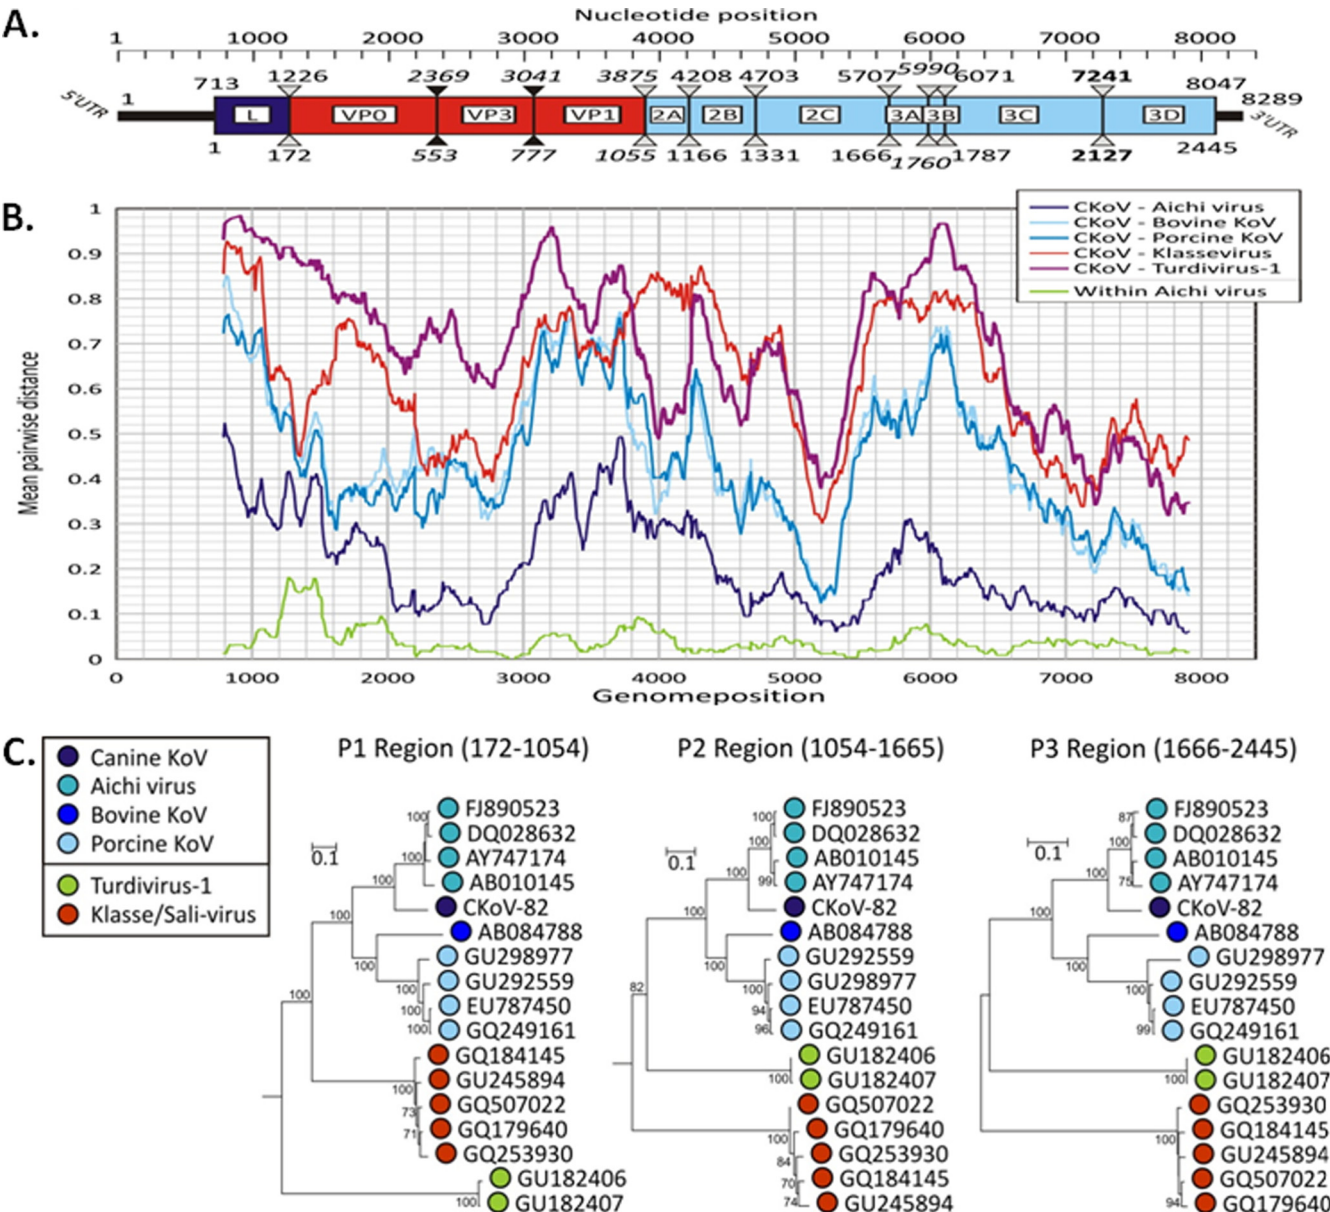 A.
Nucleotide position
1 1000 2000 3000 4000 5000 6000 7000 8000
713 1226 2369 3041 3875 4208 4703 5707 5990 6071 7241 8047
5'UTR 1 L VP0 VP3 VP1 2A 2B 2C 3A 3B 3C 3D 8289 3'UTR
1 172 553 777 1055 1166 1331 1666 1760 1787 2127 2445
B.
CKoV - Aichi virus
CKoV - Bovine KoV
CKoV - Porcine KoV
CKoV - Klassevirus
CKoV - Turdivirus-1
Within Aichi virus
Mean pairwise distance
1
0.9
0.8
0.7
0.6
0.5
0.4
0.3
0.2
0.1
0
0 1000 2000 3000 4000 5000 6000 7000 8000
Genomeposition
C.
Canine KoV
Aichi virus
Bovine KoV
Porcine KoV
Turdivirus-1
Klasse/Sali-virus
P1 Region (172-1054)
0.1
100 FJ890523
DQ028632
100 AY747174
100 AB010145
100 CKoV-82
AB084788
100 GU298977
100 GU292559
100 EU787450
100 GQ249161
100 GQ184145
100 GU245894
73 GQ507022
71 GQ179640
GQ253930
GU182406
100 GU182407
P2 Region (1054-1665)
0.1
100 FJ890523
100 DQ028632
AB010145
99 AY747174
100 CKoV-82
AB084788
100 GU292559
100 GU298977
94 EU787450
96 GQ249161
82
GU182406
100 GU182407
GQ507022
100 GQ179640
84 GQ253930
70 GQ184145
74 GU245894
P3 Region (1666-2445)
0.1
87 FJ890523
100 DQ028632
AB010145
75 AY747174
100 CKoV-82
AB084788
100 GU298977
100 GU292559
EU787450
99 GQ249161
GU182406
100 GU182407
GQ253930
100 GQ184145
GU245894
GQ507022
94 GQ179640